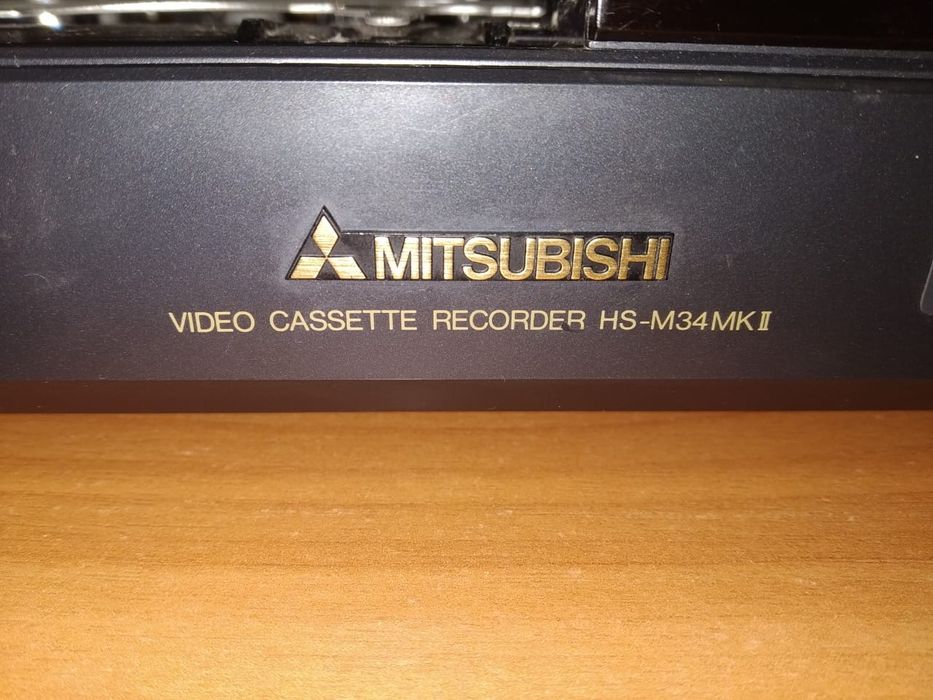 MITSUBISHI
VIDEO CASSETTE RECORDER HS-M34MKⅡ